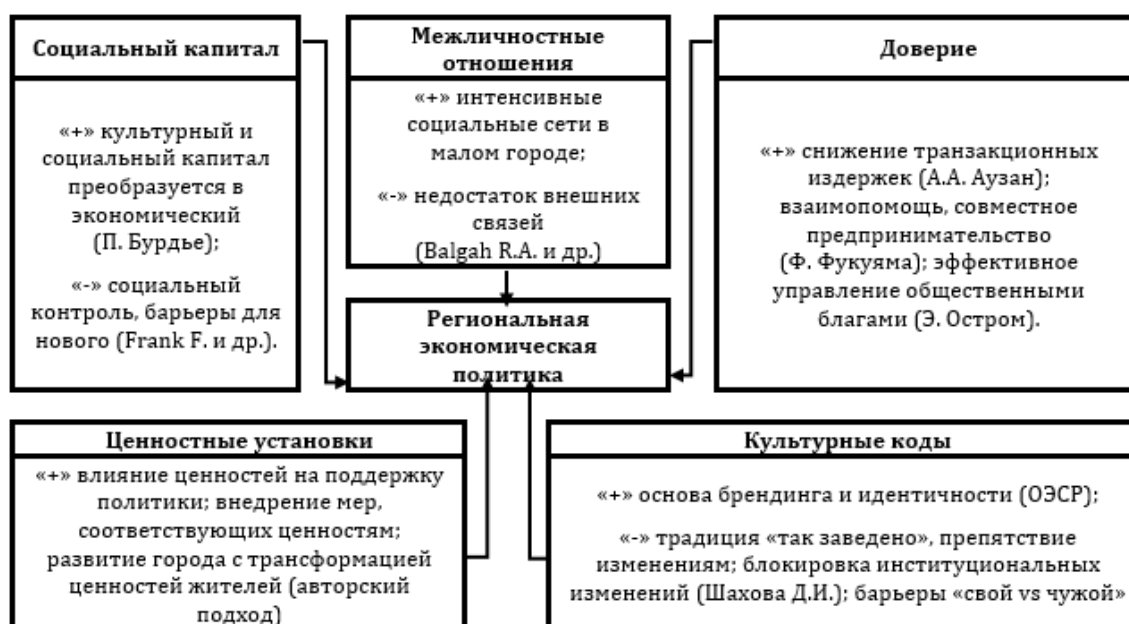 Социальный капитал
«+» культурный и
социальный капитал
преобразуется в
экономический
(П. Бурдье);
«-» социальный
контроль, барьеры для
нового (Frank F. и др.).
Межличностные
отношения
«+» интенсивные
социальные сети в
малом городе;
«-» недостаток внешних
связей
(Balgah R.A. и др.)
Доверие
«+» снижение транзакционных
издержек (А.А. Аузан);
взаимопомощь, совместное
предпринимательство
(Ф. Фукуяма); эффективное
управление общественными
благами (Э. Остром).
Региональная
экономическая
политика
Ценностные установки
«+» влияние ценностей на поддержку
политики; внедрение мер,
соответствующих ценностям;
развитие города с трансформацией
ценностей жителей (авторский
подход)
Культурные коды
«+» основа брендинга и идентичности (ОЭСР);
«-» традиция «так заведено», препятствие
изменениям; блокировка институциональных
изменений (Шахова Д.И.); барьеры «свой vs чужой»